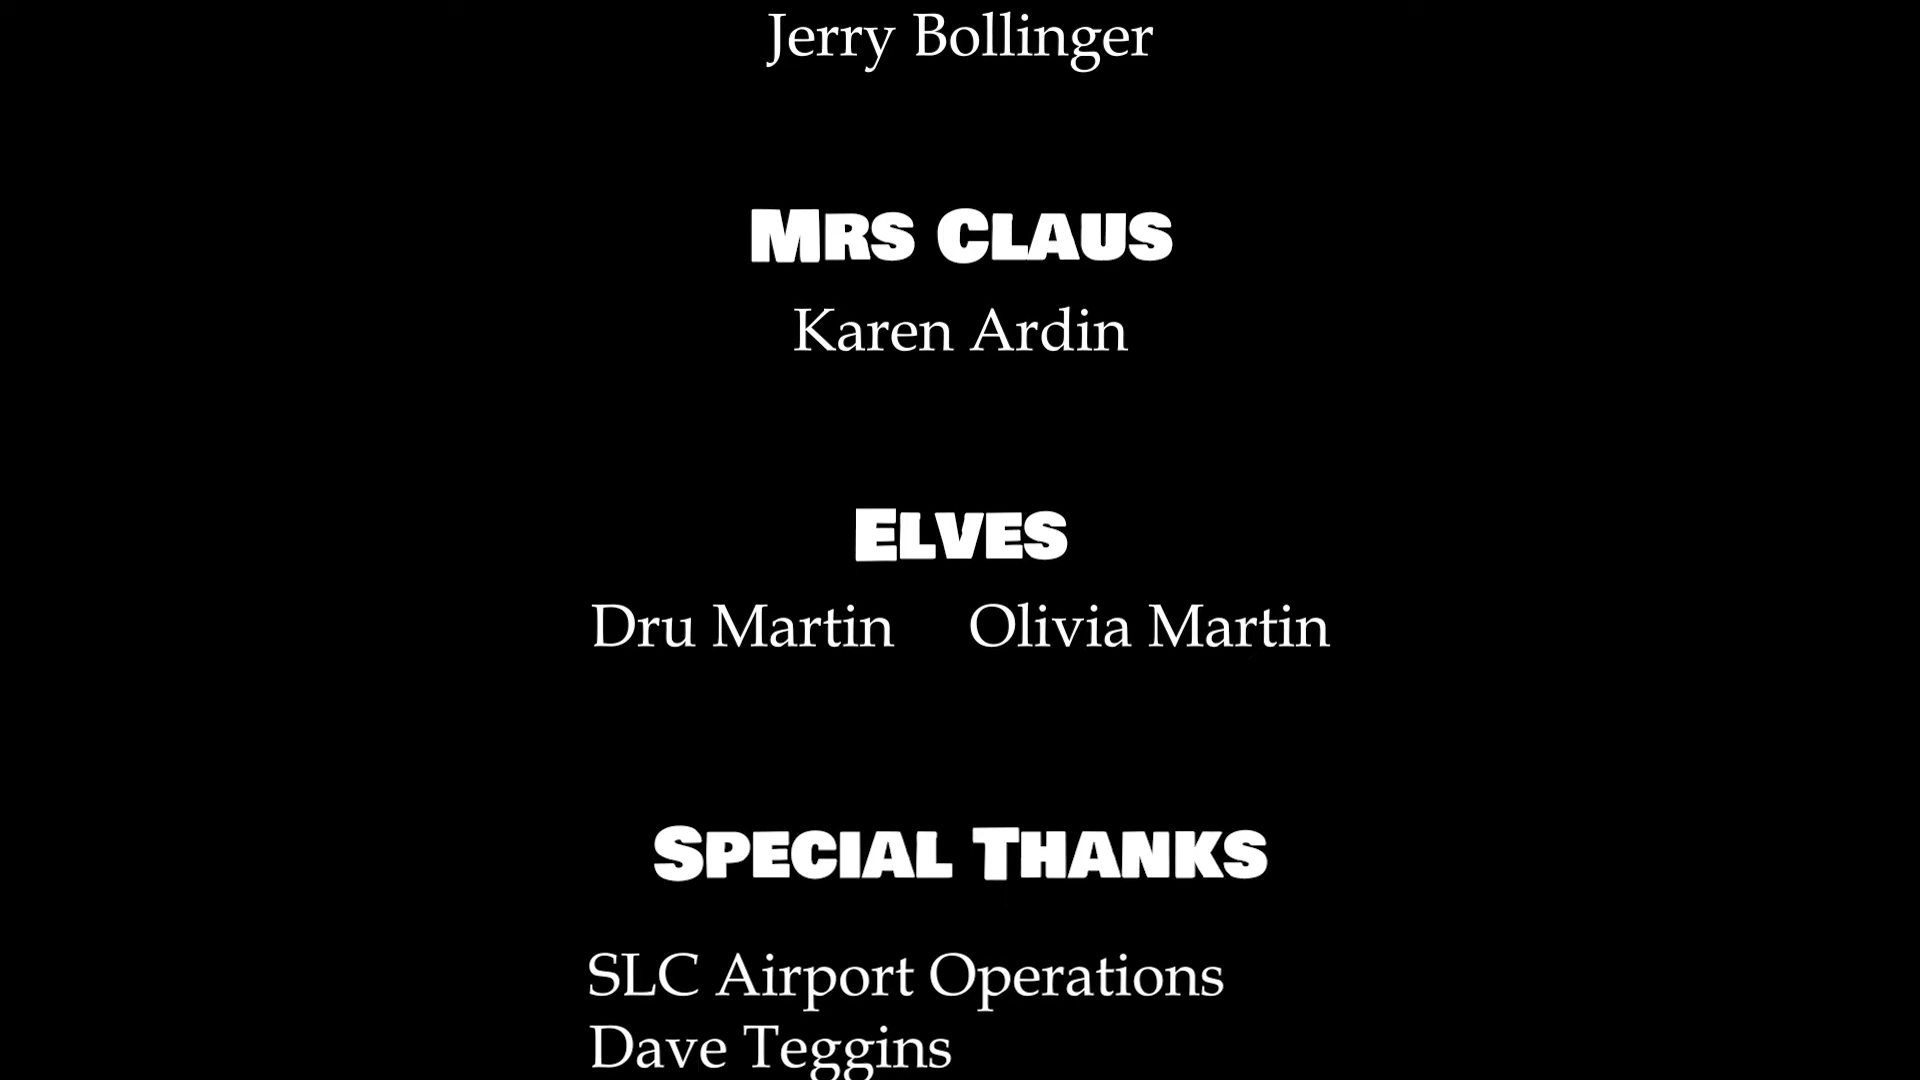 Jerry Bollinger
Mrs Claus
Karen Ardin
Elves
Dru Martin Olivia Martin
Special Thanks
SLC Airport Operations
Dave Teggins